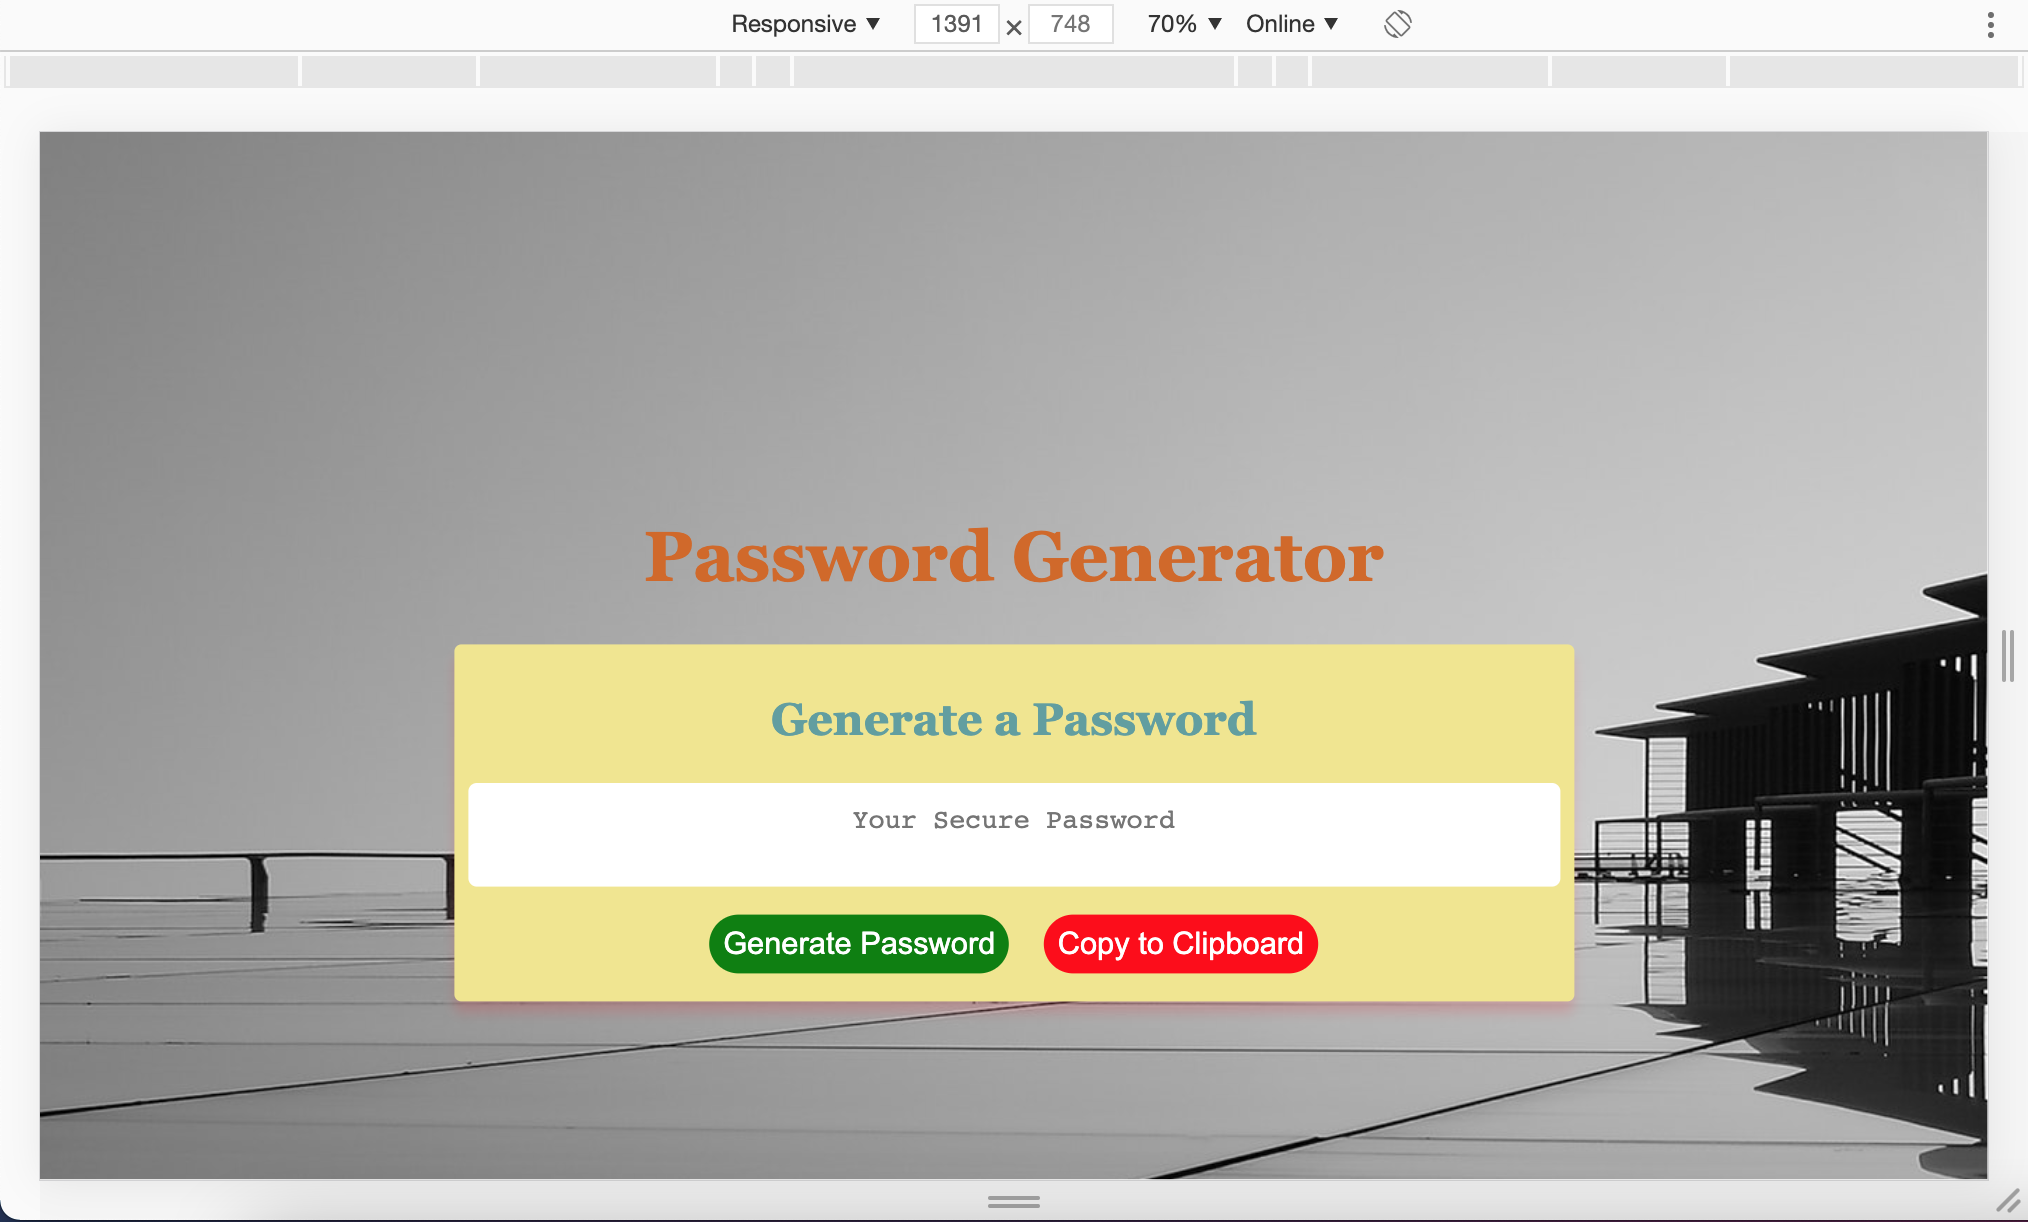 Responsive ▼ 1391 × 748 70% ▼ Online ▼
Password Generator
Generate a Password
Your Secure Password
Generate Password Copy to Clipboard